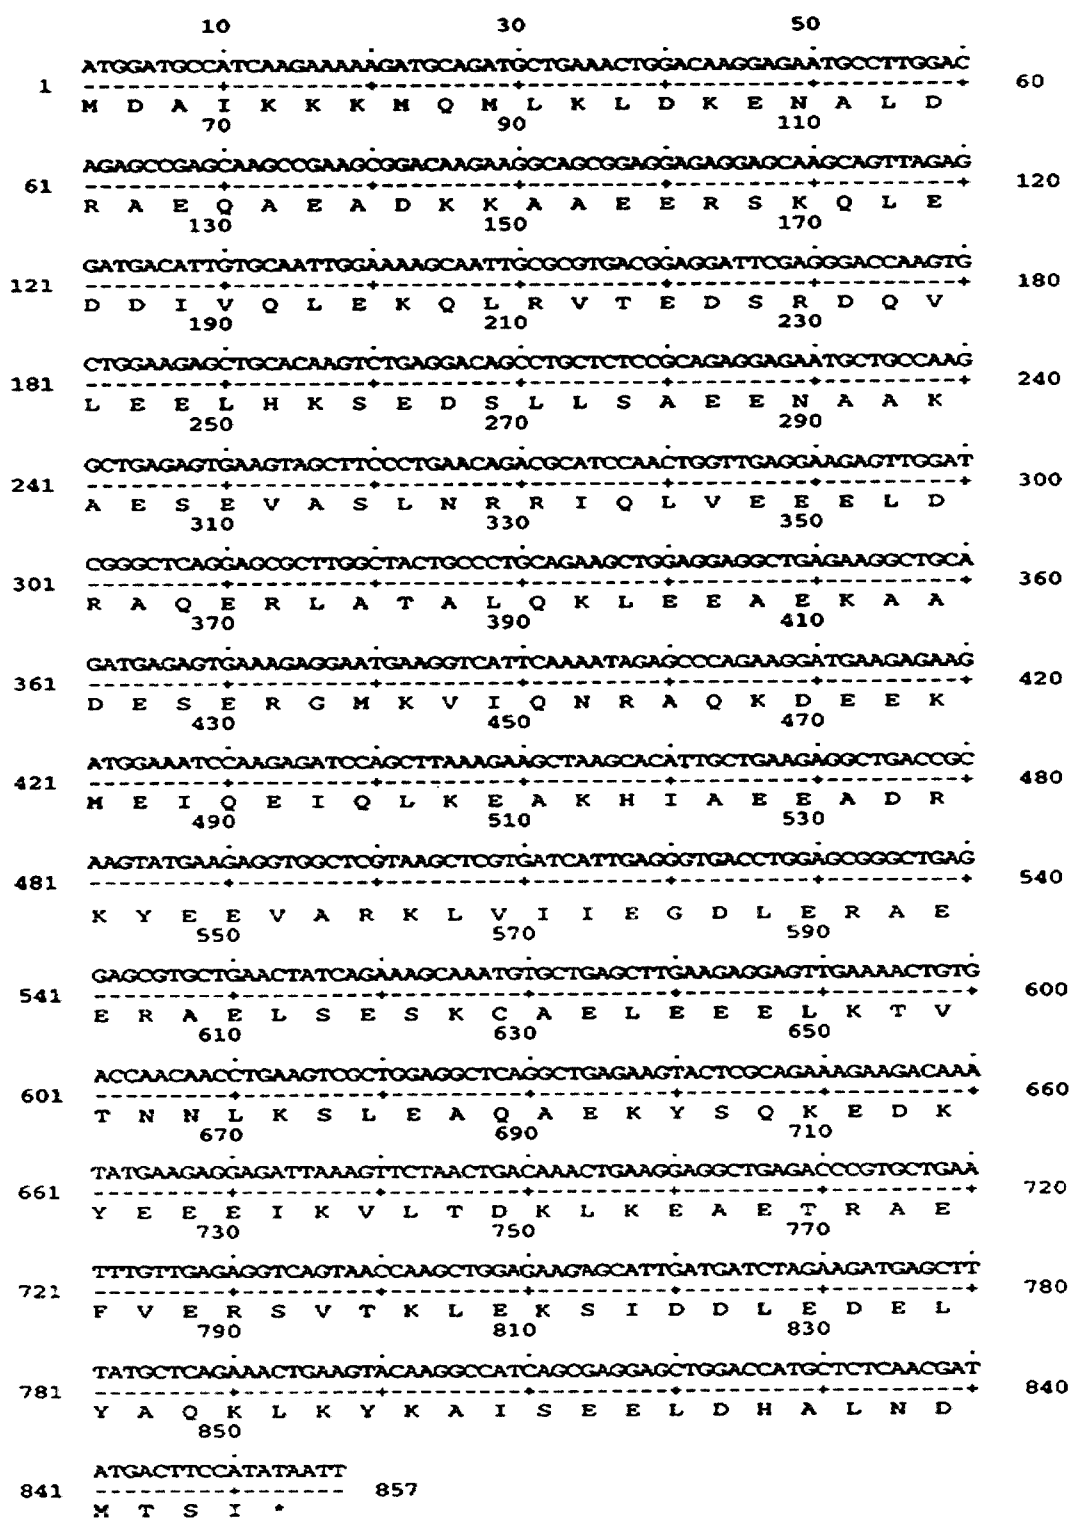 10 30 50
ATGGATGCCATCAAGAAAAAGATGCAGATGCTGAAACTGGACAAGGAGAATGCCTTGGAC
1 ---------+---------+---------+---------+---------+---------+ 60
M D A I K K K M Q M L K L D K E N A L D
70 90 110
AGAGCCGAGCAAGCCGAAGCGGACAAGAAGGCAGCGGAGGAGAGGAGCAAGCAGTTAGAG
61 ---------+---------+---------+---------+---------+---------+ 120
R A E Q A E A D K K A A E E R S K Q L E
130 150 170
GATGACATTGTGCAATTGGAAAAGCAATTGCGCGTGACGGAGGATTCGAGGGACCAAGTG
121 ---------+---------+---------+---------+---------+---------+ 180
D D I V Q L E K Q L R V T E D S R D Q V
190 210 230
CTGGAAGAGCTGCACAAGTCTGAGGACAGCCTGCTCTCCGCAGAGGAGAATGCTGCCAAG
181 ---------+---------+---------+---------+---------+---------+ 240
L E E L H K S E D S L L S A E E N A A K
250 270 290
GCTGAGAGTGAAGTAGCTTCCCTGAACAGACGCATCCAACTGGTTGAGGAAGAGTTGGAT
241 ---------+---------+---------+---------+---------+---------+ 300
A E S E V A S L N R R I Q L V E E E L D
310 330 350
CGGGCTCAGGAGCGCTTGGCTACTGCCCTGCAGAAGCTGGAGGAGGCTGAGAAGGCTGCA
301 ---------+---------+---------+---------+---------+---------+ 360
R A Q E R L A T A L Q K L E E A E K A A
370 390 410
GATGAGAGTGAAAGAGGAATGAAGGTCATTCAAAATAGAGCCCAGAAGGATGAAGAGAAG
361 ---------+---------+---------+---------+---------+---------+ 420
D E S E R G M K V I Q N R A Q K D E E K
430 450 470
ATGGAAATCCAAGAGATCCAGCTTAAAGAAGCTAAGCACATTGCTGAAGAGGCTGACCGC
421 ---------+---------+---------+---------+---------+---------+ 480
M E I Q E I Q L K E A K H I A E E A D R
490 510 530
AAGTATGAAGAGGTGGCTCGTAAGCTCGTGATCATTGAGGGTGACCTGGAGCGGGCTGAG
481 ---------+---------+---------+---------+---------+---------+ 540
K Y E E V A R K L V I I E G D L E R A E
550 570 590
GAGCGTGCTGAACTATCAGAAAGCAAATGTGCTGAGCTTGAAGAGGAGTTGAAAACTGTG
541 ---------+---------+---------+---------+---------+---------+ 600
E R A E L S E S K C A E L E E E L K T V
610 630 650
ACCAACAACCTGAAGTCGCTGGAGGCTCAGGCTGAGAAGTACTCGCAGAAAGAAGACAAA
601 ---------+---------+---------+---------+---------+---------+ 660
T N N L K S L E A Q A E K Y S Q K E D K
670 690 710
TATGAAGAGGAGATTAAAGTTCTAACTGACAAACTGAAGGAGGCTGAGACCCGTGCTGAA
661 ---------+---------+---------+---------+---------+---------+ 720
Y E E E I K V L T D K L K E A E T R A E
730 750 770
TTTGTTGAGAGGTCAGTAACCAAGCTGGAGAAGAGCATTGATGATCTAGAAGATGAGCTT
721 ---------+---------+---------+---------+---------+---------+ 780
F V E R S V T K L E K S I D D L E D E L
790 810 830
TATGCTCAGAAACTGAAGTACAAGGCCATCAGCGAGGAGCTGGACCATGCTCTCAACGAT
781 ---------+---------+---------+---------+---------+---------+ 840
Y A Q K L K Y K A I S E E L D H A L N D
850
ATGACTTCCATATAATT
841 ---------+------- 857
M T S I *